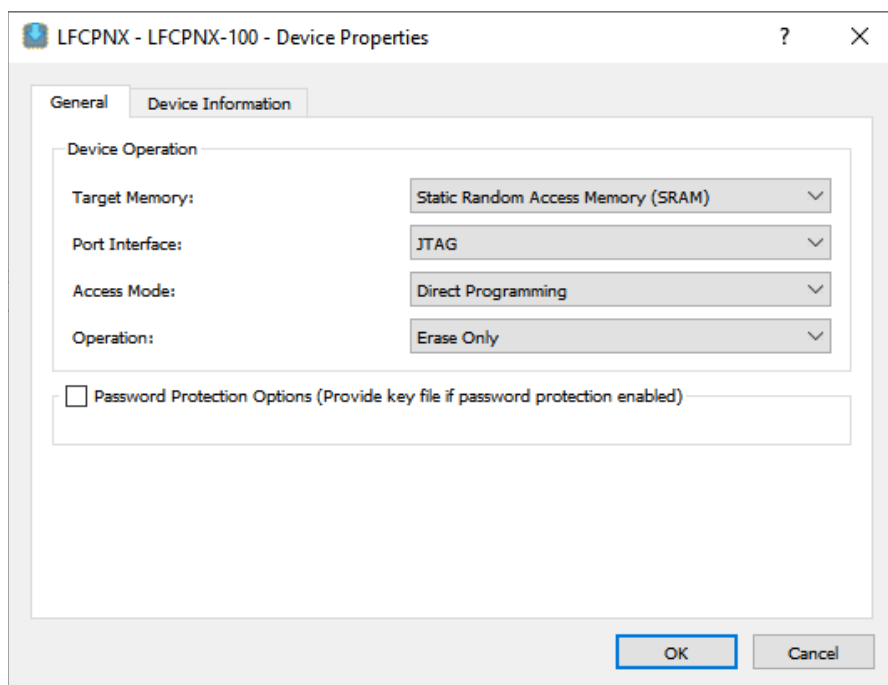 LFCPNX - LFCPNX-100 - Device Properties
General Device Information
Device Operation
Target Memory: Static Random Access Memory (SRAM)
Port Interface: JTAG
Access Mode: Direct Programming
Operation: Erase Only
Password Protection Options (Provide key file if password protection enabled)
OK Cancel